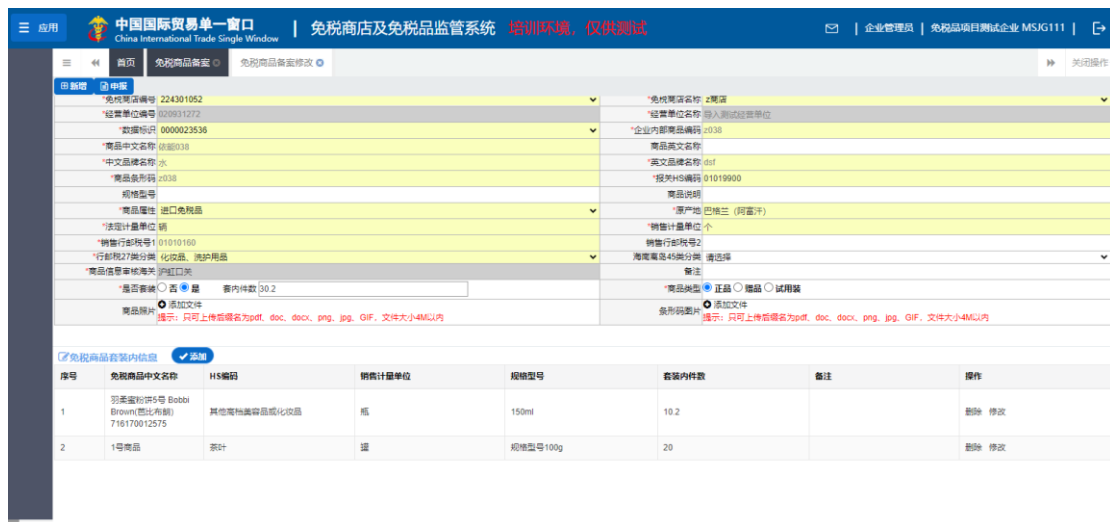 应用 中国国际贸易单一窗口 | 免税商店及免税品监管系统 培训环境，仅供测试 | 企业管理员 | 免税品项目测试企业 MSJG111 |
China International Trade Single Window
首页 免税商品备案 免税商品备案修改 关闭操作
新增 申报
*免税商店编号 224301052 *免税商店名称 z商店
*经营单位编号 020931272 *经营单位名称 导入测试经营单位
*数据标识 0000023536 *企业内部商品编码 z038
*商品中文名称 依能038 商品英文名称
*中文品牌名称 水 *英文品牌名称 dsf
*商品条形码 z038 *报关HS编码 01019900
规格型号 商品说明
*商品属性 进口免税品 *原产地 巴格兰（阿富汗）
*法定计量单位 销 *销售计量单位 个
*销售行邮税号1 01010160 销售行邮税号2
*行邮税27类分类 化妆品、洗护用品 海南离岛45类分类 请选择
*商品信息审核海关 沪虹口关 备注
*是否套装 否 是 套内件数 30.2 *商品类型 正品 赠品 试用装
商品照片 添加文件 条形码图片 添加文件
提示：只可上传后缀名为pdf、doc、docx、png、jpg、GIF，文件大小4M以内 提示：只可上传后缀名为pdf、doc、docx、png、jpg、GIF，文件大小4M以内
免税商品套装内信息 添加
序号 免税商品中文名称 HS编码 销售计量单位 规格型号 套装内件数 备注 操作
羽柔蜜粉饼5号 Bobbi
1 Brown(芭比布朗) 其他高档美容品或化妆品 瓶 150ml 10.2 删除 修改
716170012575
2 1号商品 茶叶 罐 规格型号100g 20 删除 修改